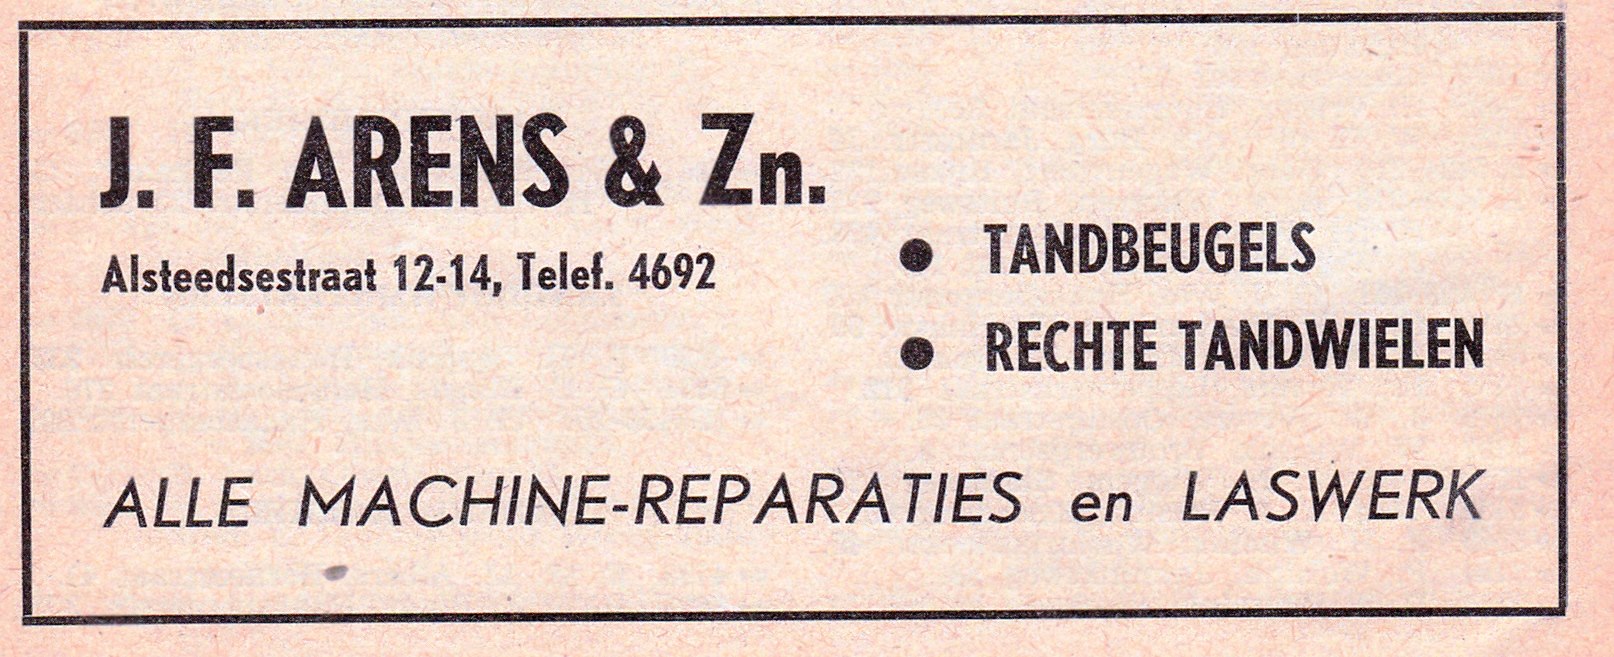 J. F. ARENS & Zn.
Alsteedsestraat 12-14, Telef. 4692
● TANDBEUGELS
● RECHTE TANDWIELEN
ALLE MACHINE-REPARATIES en LASWERK